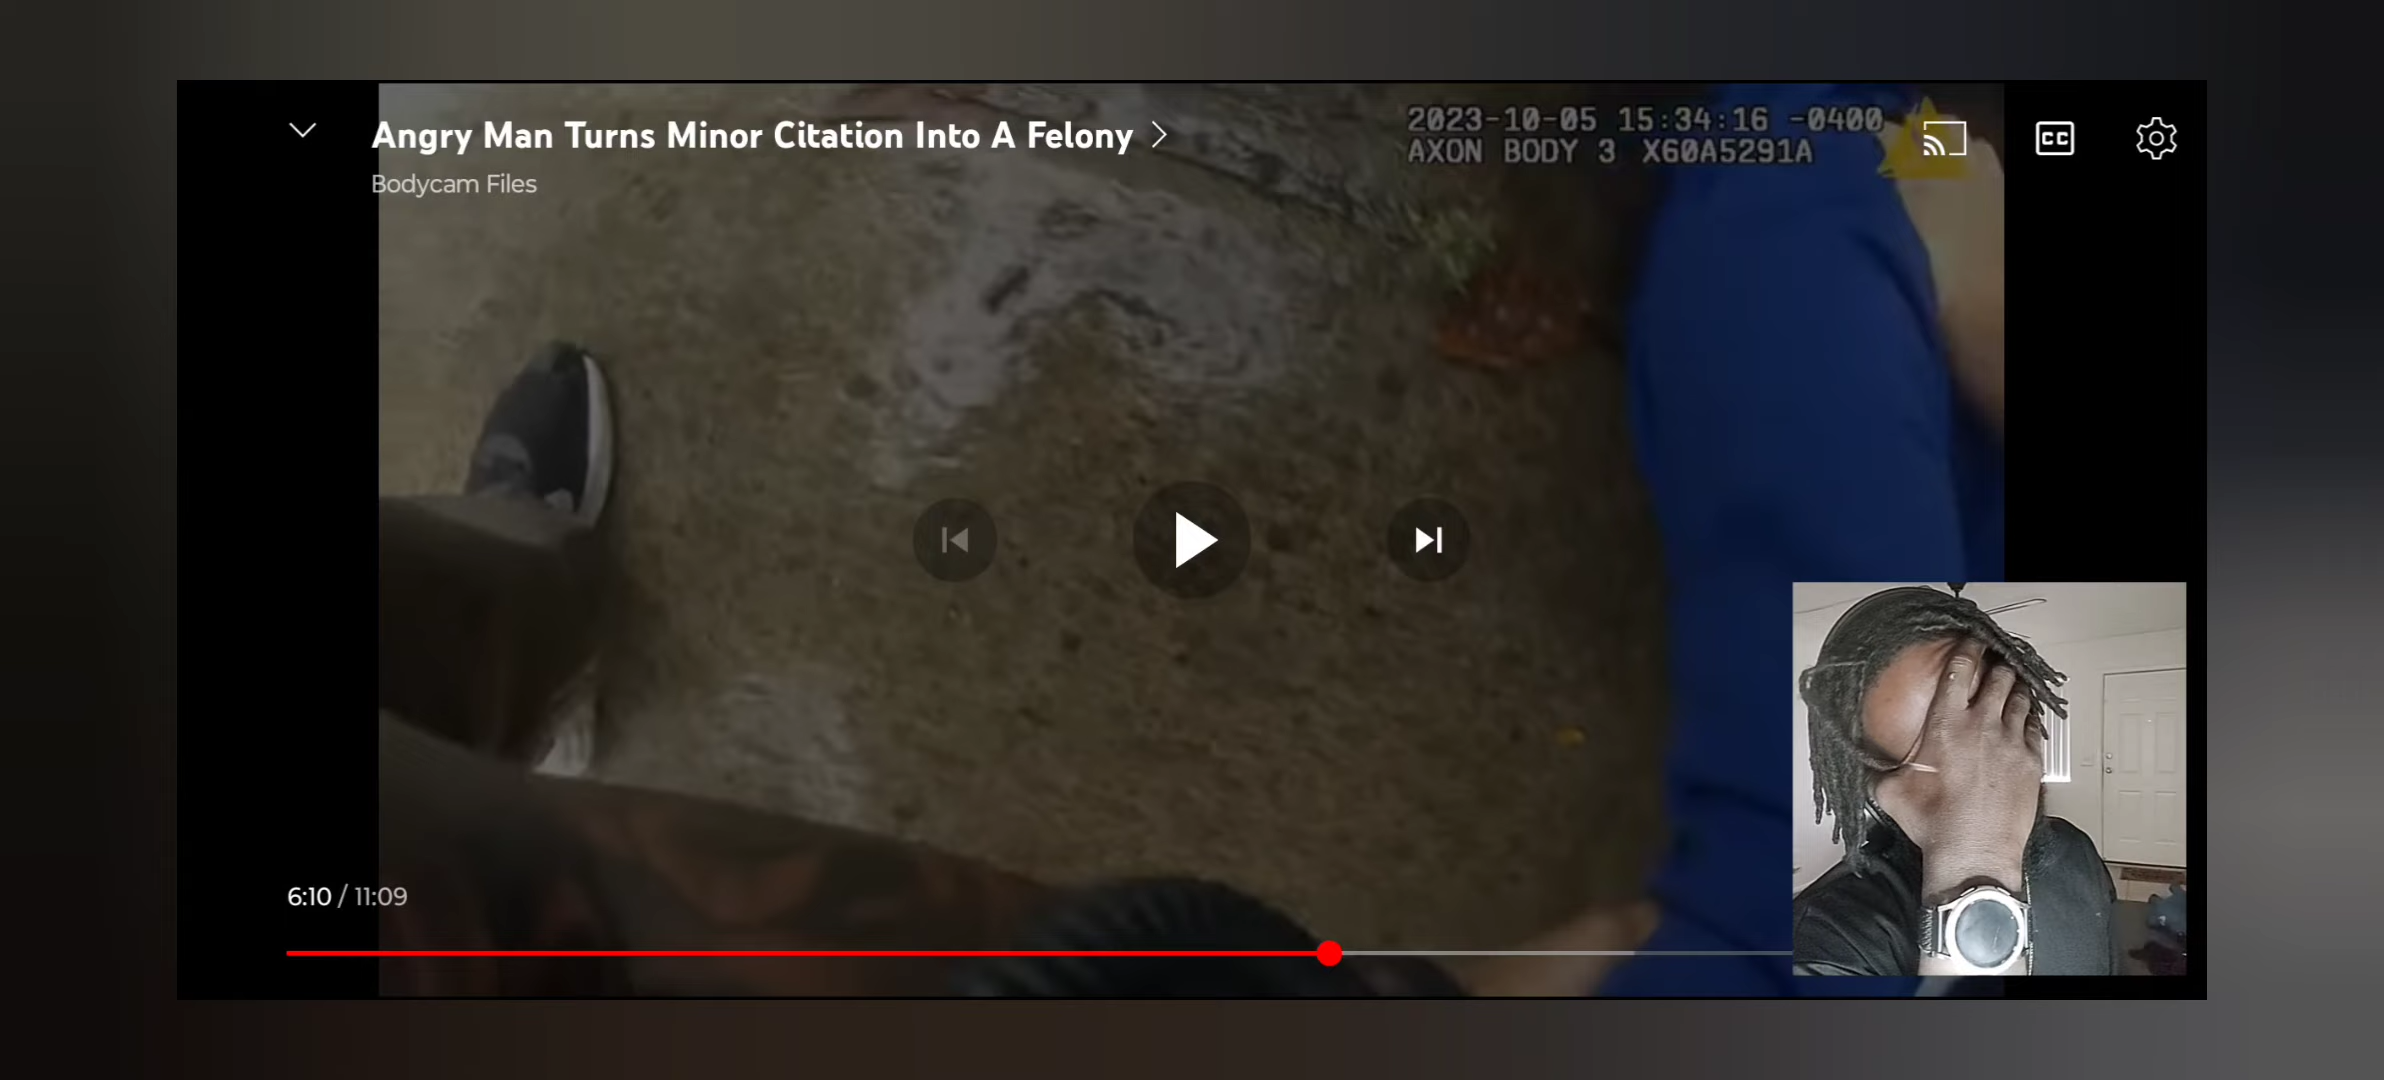 Angry Man Turns Minor Citation Into A Felony
Bodycam Files
2023-10-05 15:34:16 -0400
AXON BODY 3 X60A5291A
CC
6:10 / 11:09